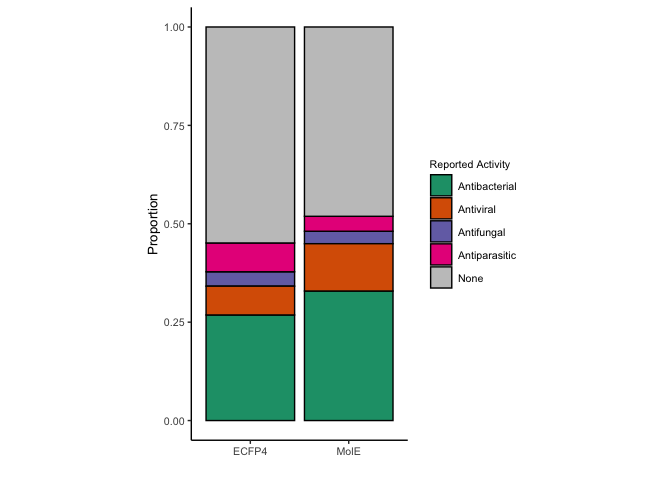 1.00
0.75
0.50
0.25
0.00
Proportion
ECFP4
MolE
Reported Activity
Antibacterial
Antiviral
Antifungal
Antiparasitic
None